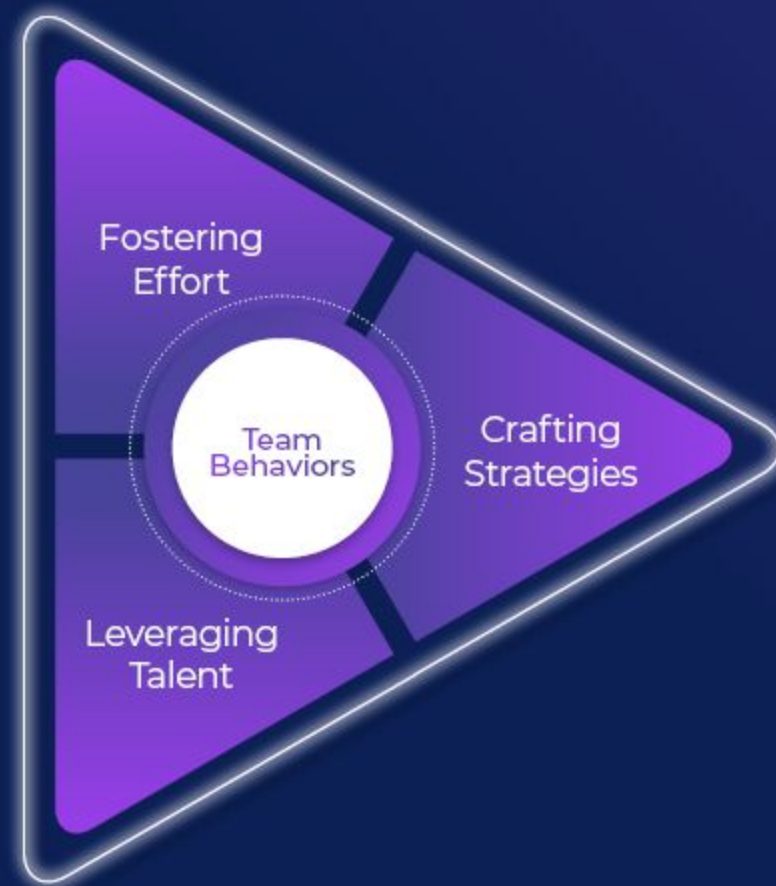 Fostering
Effort
Team
Behaviors
Crafting
Strategies
Leveraging
Talent